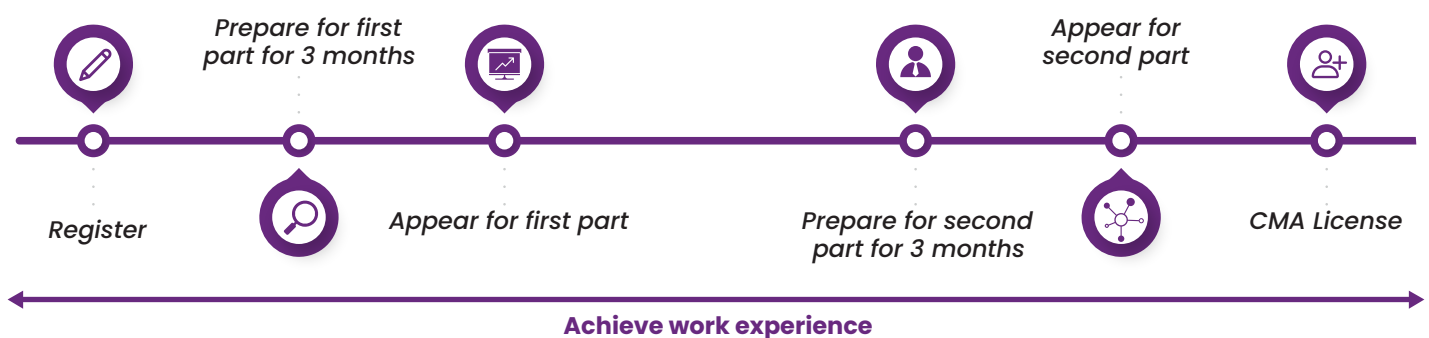 Register
Prepare for first
part for 3 months
Appear for first part
Prepare for second
part for 3 months
Appear for
second part
CMA License
Achieve work experience